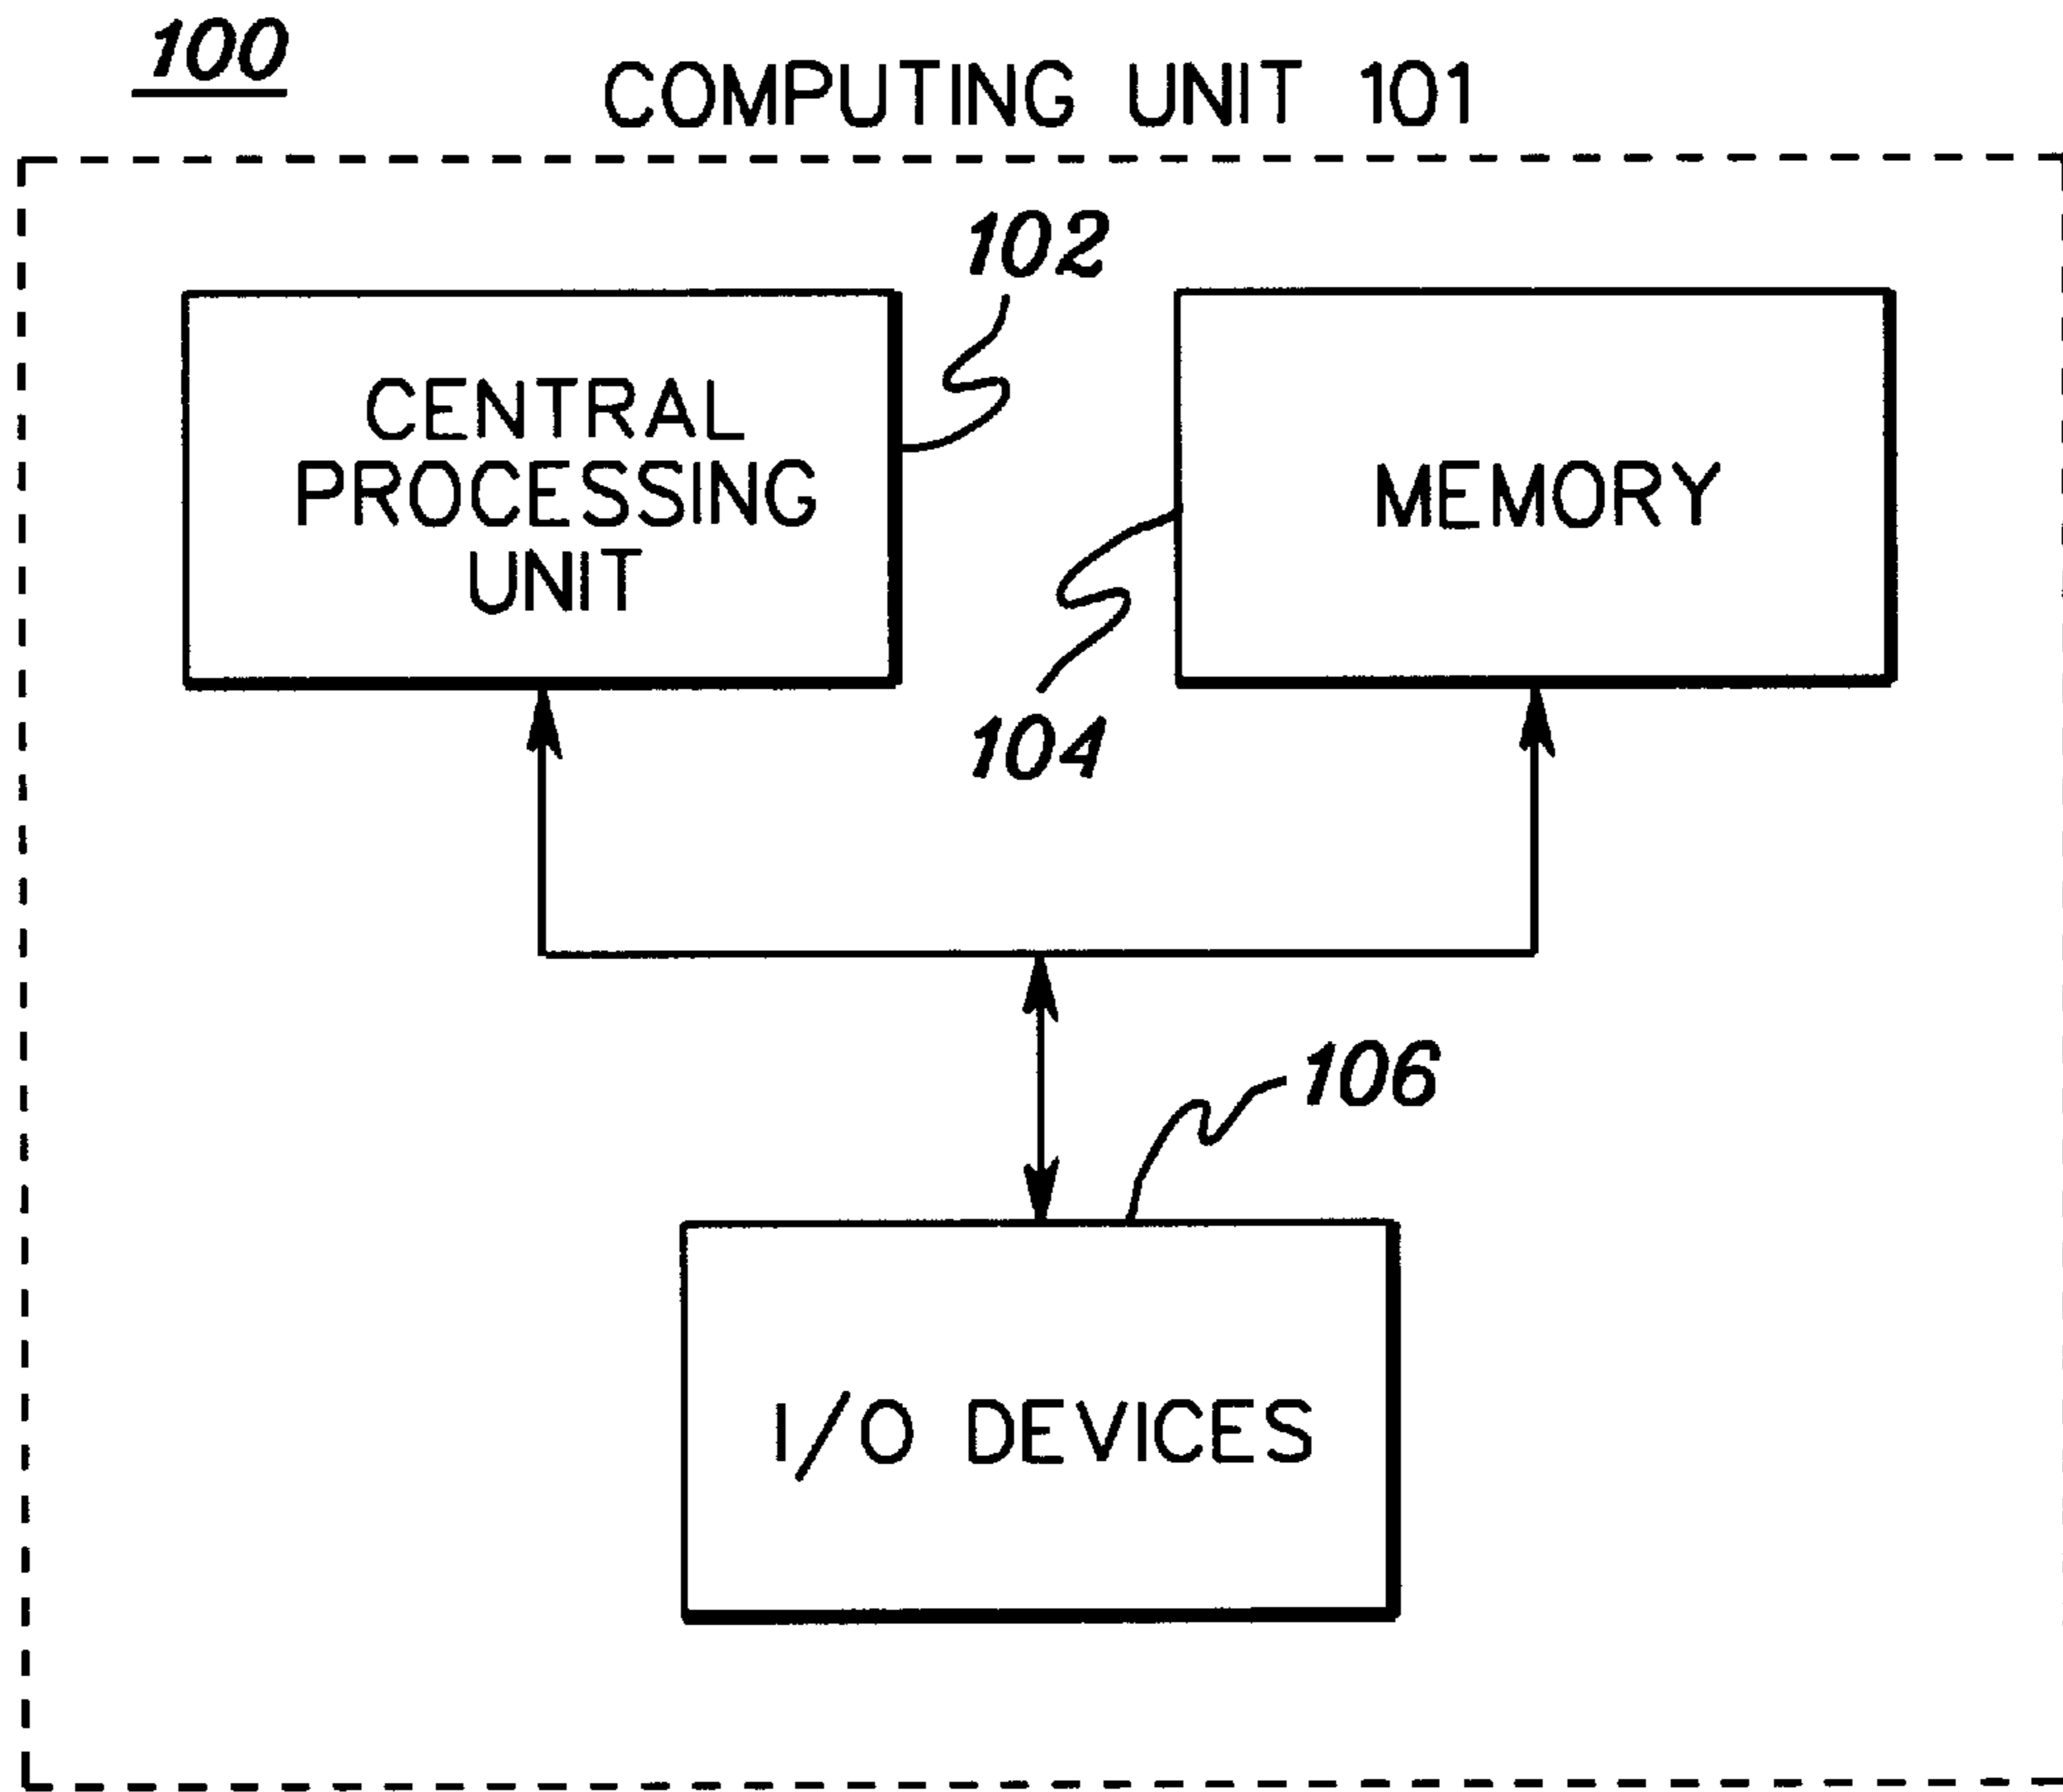 100
COMPUTING UNIT 101
102
CENTRAL
PROCESSING
UNIT
MEMORY
104
106
I/O DEVICES